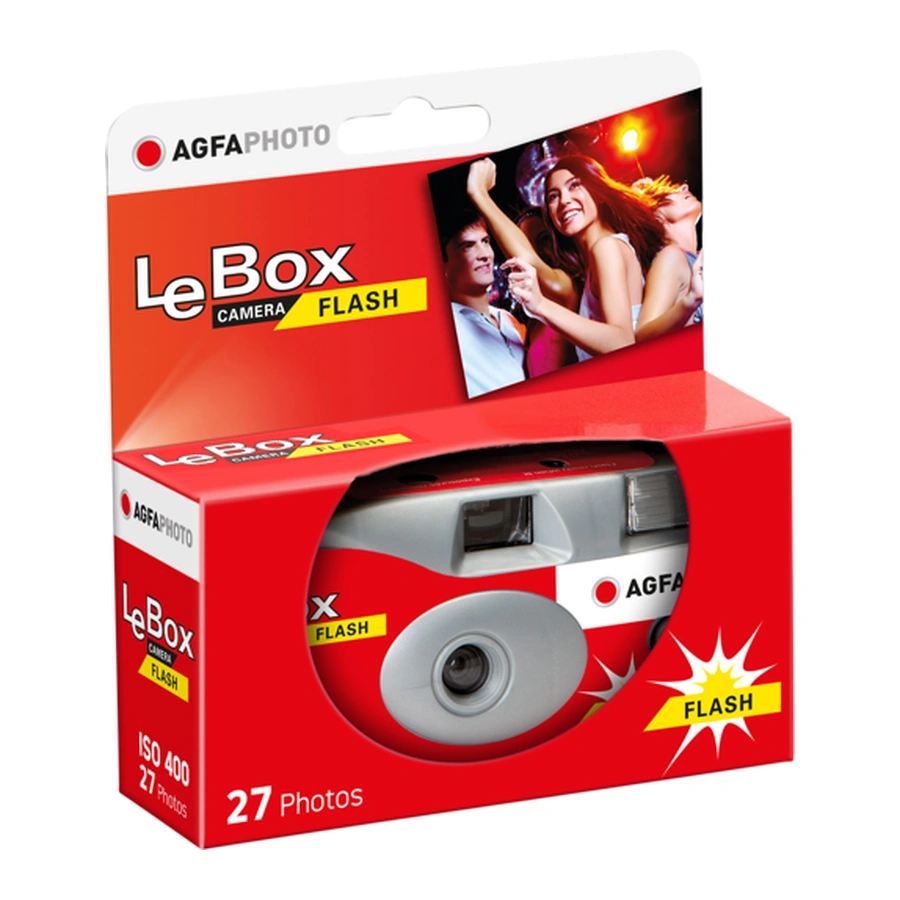 AGFAPHOTO
LeBox
CAMERA FLASH
LeBox
CAMERA FLASH
AGFAPHOTO
LeBox
CAMERA
FLASH
ISO 400
27 Photos
x
FLASH
AGFA
FLASH
27 Photos